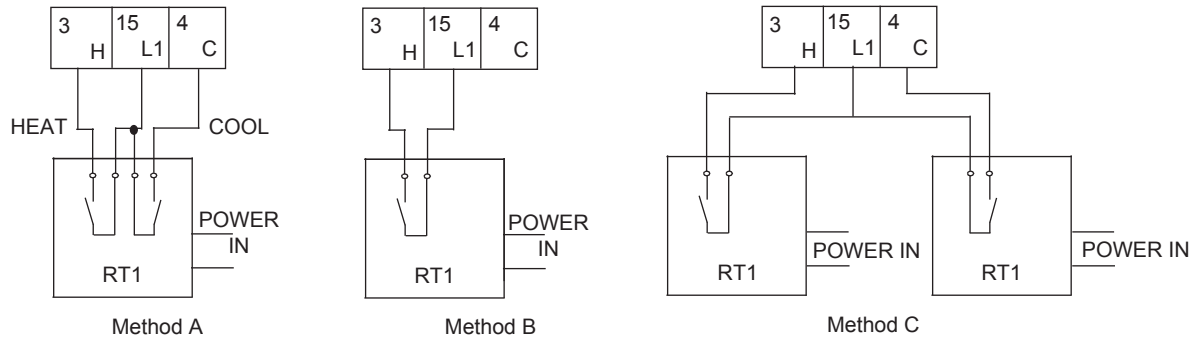 3 H 15 L1 4 C
HEAT COOL
POWER
IN
RT1
Method A
3 H 15 L1 4 C
POWER
IN
RT1
Method B
3 H 15 L1 4 C
POWER IN
RT1
POWER IN
RT1
Method C